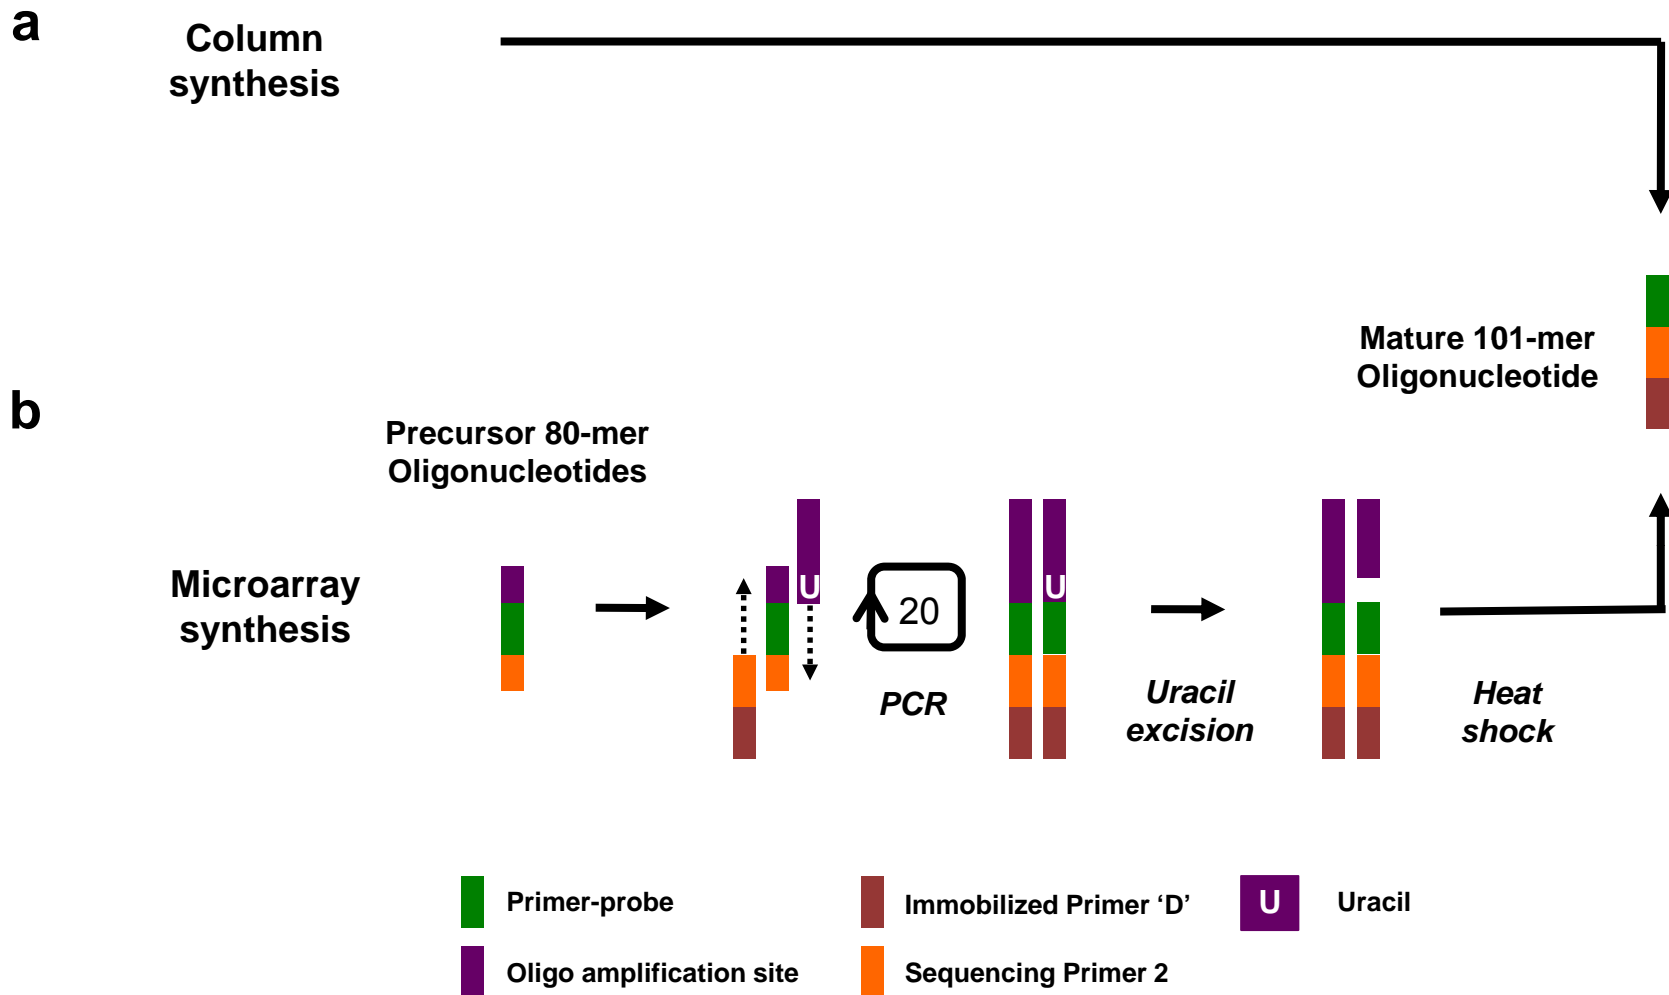 a
Column
synthesis
Mature 101-mer
Oligonucleotide
b
Precursor 80-mer
Oligonucleotides
Microarray
synthesis
U
20
U
PCR
Uracil
excision
Heat
shock
Primer-probe
Immobilized Primer ‘D’
U
Uracil
Oligo amplification site
Sequencing Primer 2